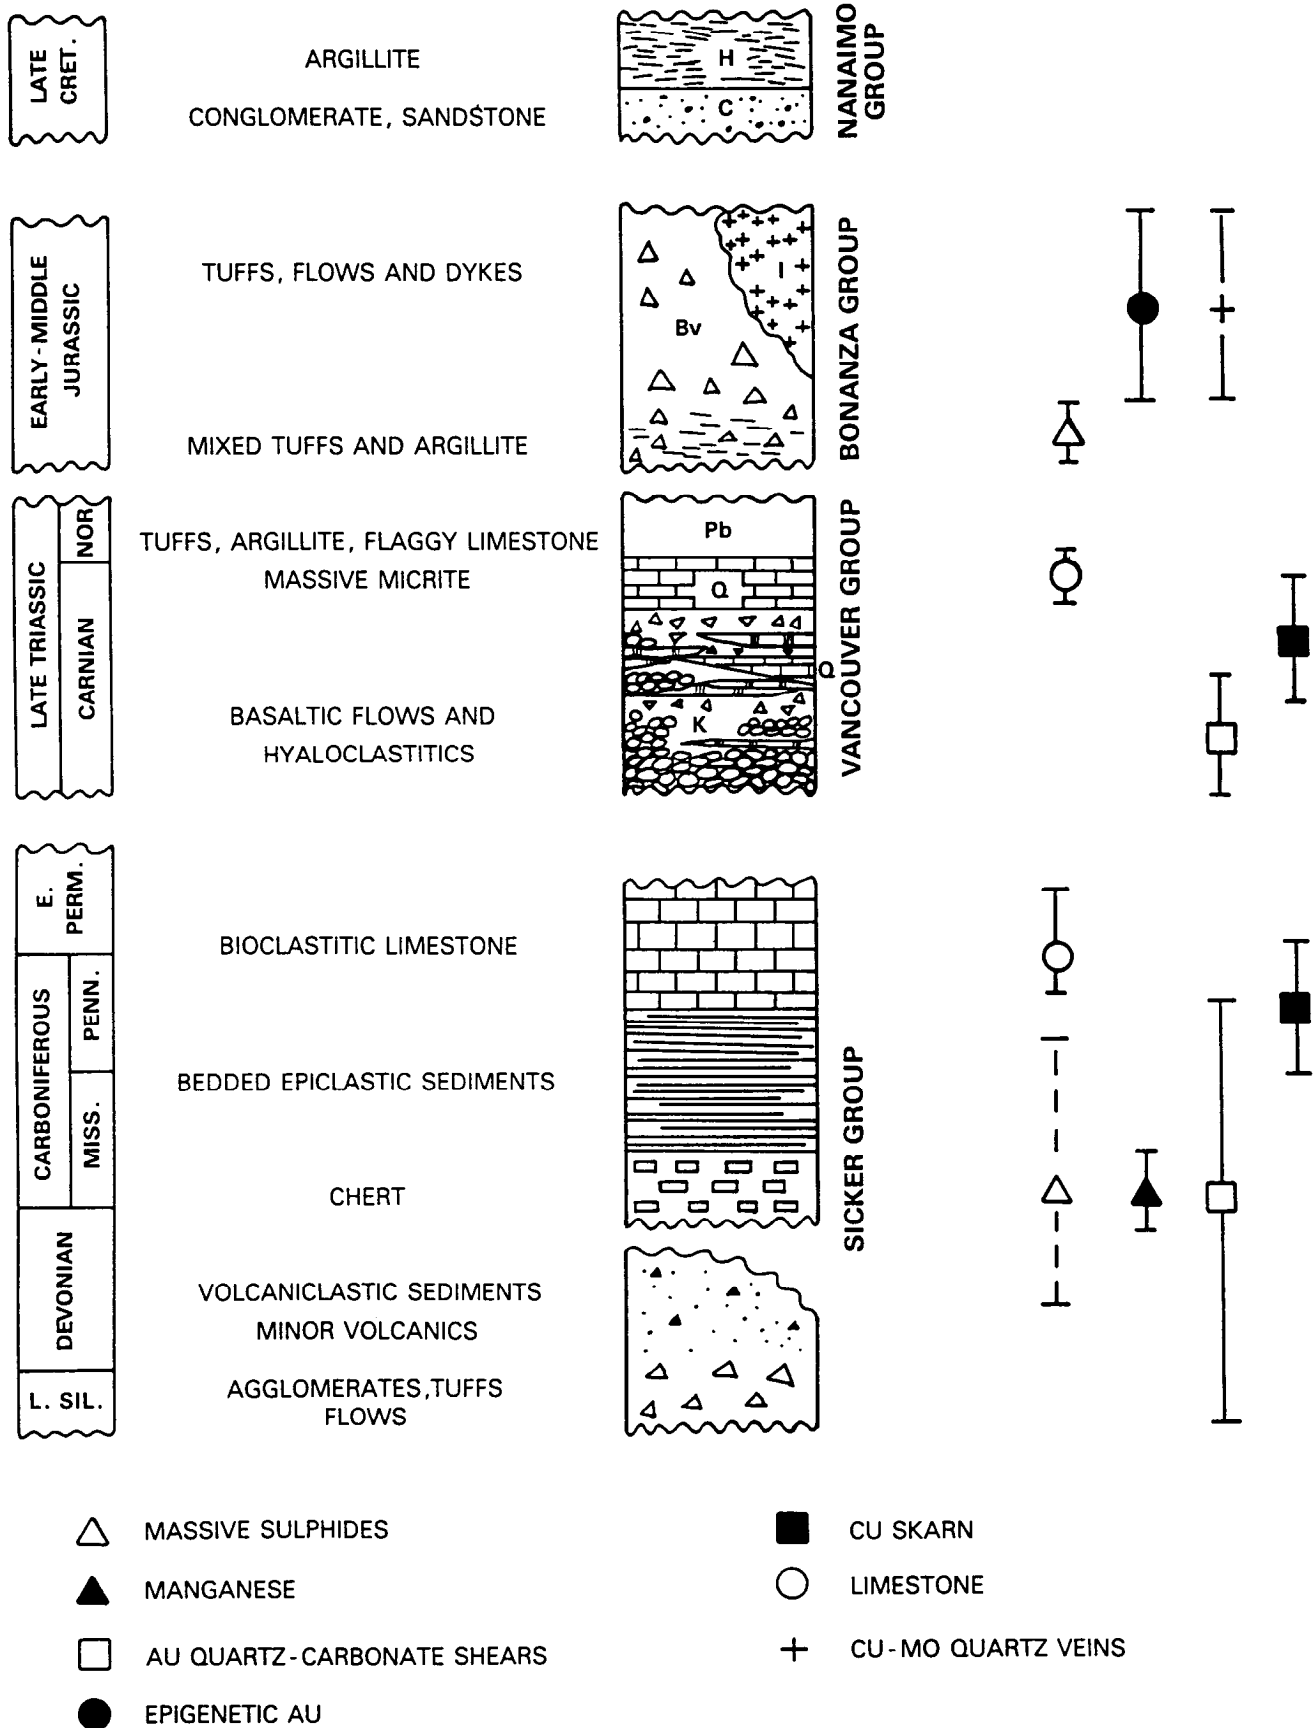 LATE
CRET.
ARGILLITE
CONGLOMERATE, SANDSTONE
H
C
NANAIMO
GROUP
EARLY-MIDDLE
JURASSIC
TUFFS, FLOWS AND DYKES
MIXED TUFFS AND ARGILLITE
I
Bv
BONANZA GROUP
LATE TRIASSIC
NOR
CARNIAN
TUFFS, ARGILLITE, FLAGGY LIMESTONE
MASSIVE MICRITE
BASALTIC FLOWS AND
HYALOCLASTITICS
Pb
Q
Q
K
VANCOUVER GROUP
E.
PERM.
CARBONIFEROUS
PENN.
MISS.
DEVONIAN
L. SIL.
BIOCLASTITIC LIMESTONE
BEDDED EPICLASTIC SEDIMENTS
CHERT
VOLCANICLASTIC SEDIMENTS
MINOR VOLCANICS
AGGLOMERATES,TUFFS
FLOWS
SICKER GROUP
MASSIVE SULPHIDES
MANGANESE
AU QUARTZ-CARBONATE SHEARS
EPIGENETIC AU
CU SKARN
LIMESTONE
CU-MO QUARTZ VEINS